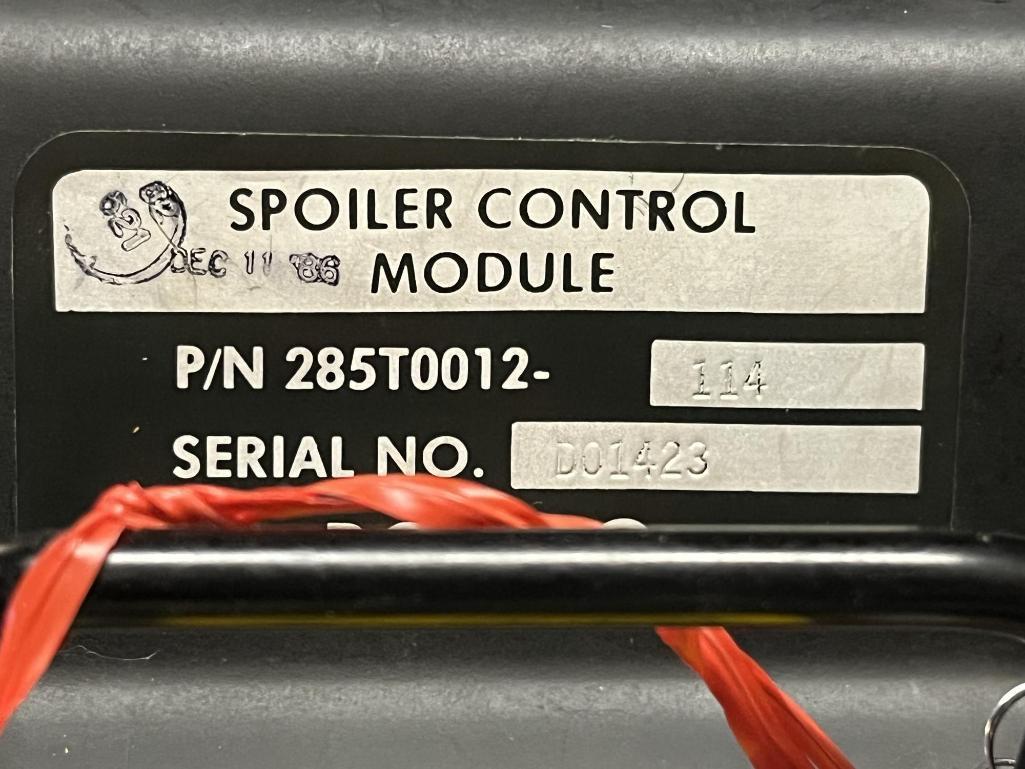 SPOILER CONTROL
DEC 11 '86 MODULE
P/N 285T0012- 114
SERIAL NO. D01423